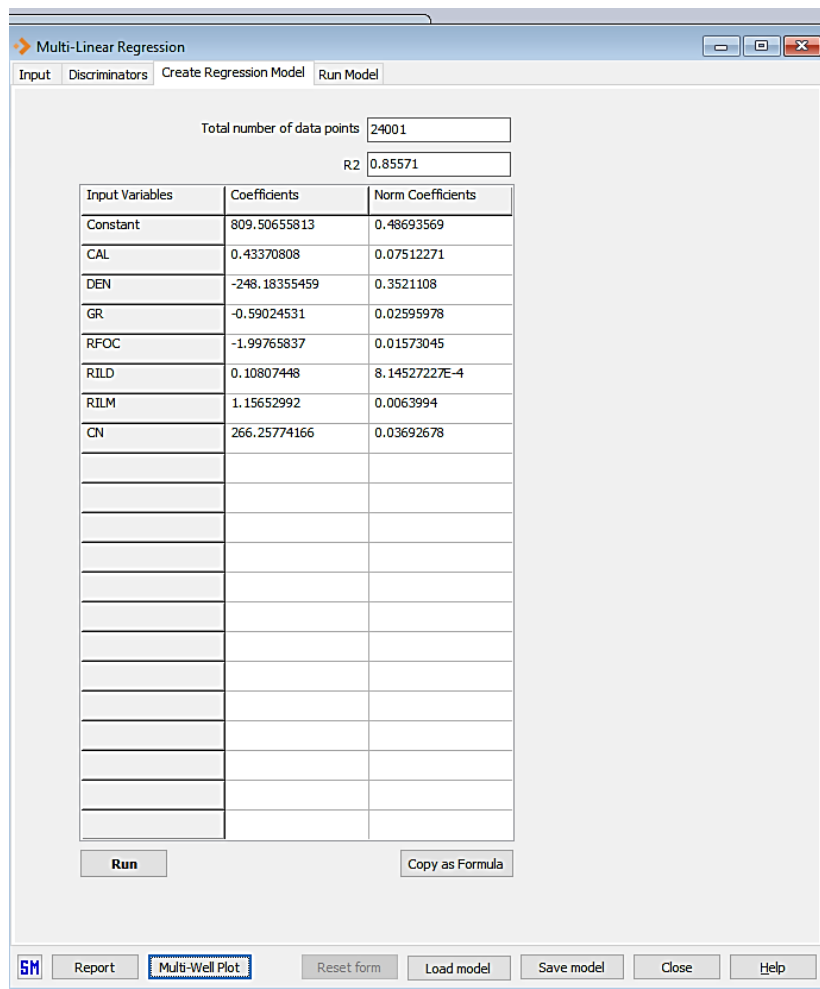 Multi-Linear Regression
Input Discriminators Create Regression Model Run Model
Total number of data points 24001
R2 0.85571
Input Variables Coefficients Norm Coefficients
Constant 809.50655813 0.48693569
CAL 0.43370808 0.07512271
DEN -248.18355459 0.3521108
GR -0.59024531 0.02595978
RFOC -1.99765837 0.01573045
RILD 0.10807448 8.14527227E-4
RILM 1.15652992 0.0063994
CN 266.25774166 0.03692678
Run Copy as Formula
SM Report Multi-Well Plot Reset form Load model Save model Close Help